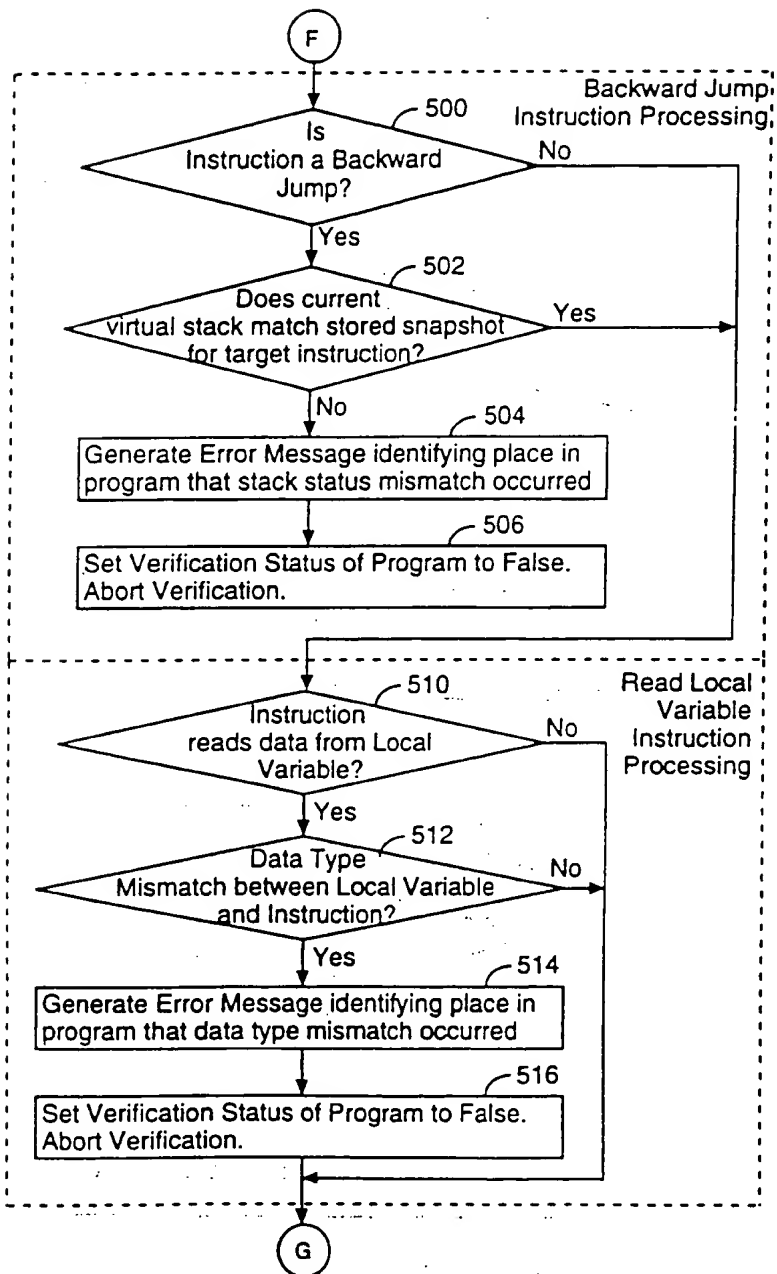 F
Backward Jump
Instruction Processing
500
Is
Instruction a Backward
Jump?
No
Yes
502
Does current
virtual stack match stored snapshot
for target instruction?
Yes
No
504
Generate Error Message identifying place in
program that stack status mismatch occurred
506
Set Verification Status of Program to False.
Abort Verification.
510
Read Local
Variable
Instruction
Processing
Instruction
reads data from Local
Variable?
No
Yes
512
Data Type
Mismatch between Local Variable
and Instruction?
No
Yes
514
Generate Error Message identifying place in
program that data type mismatch occurred
516
Set Verification Status of Program to False.
Abort Verification.
G